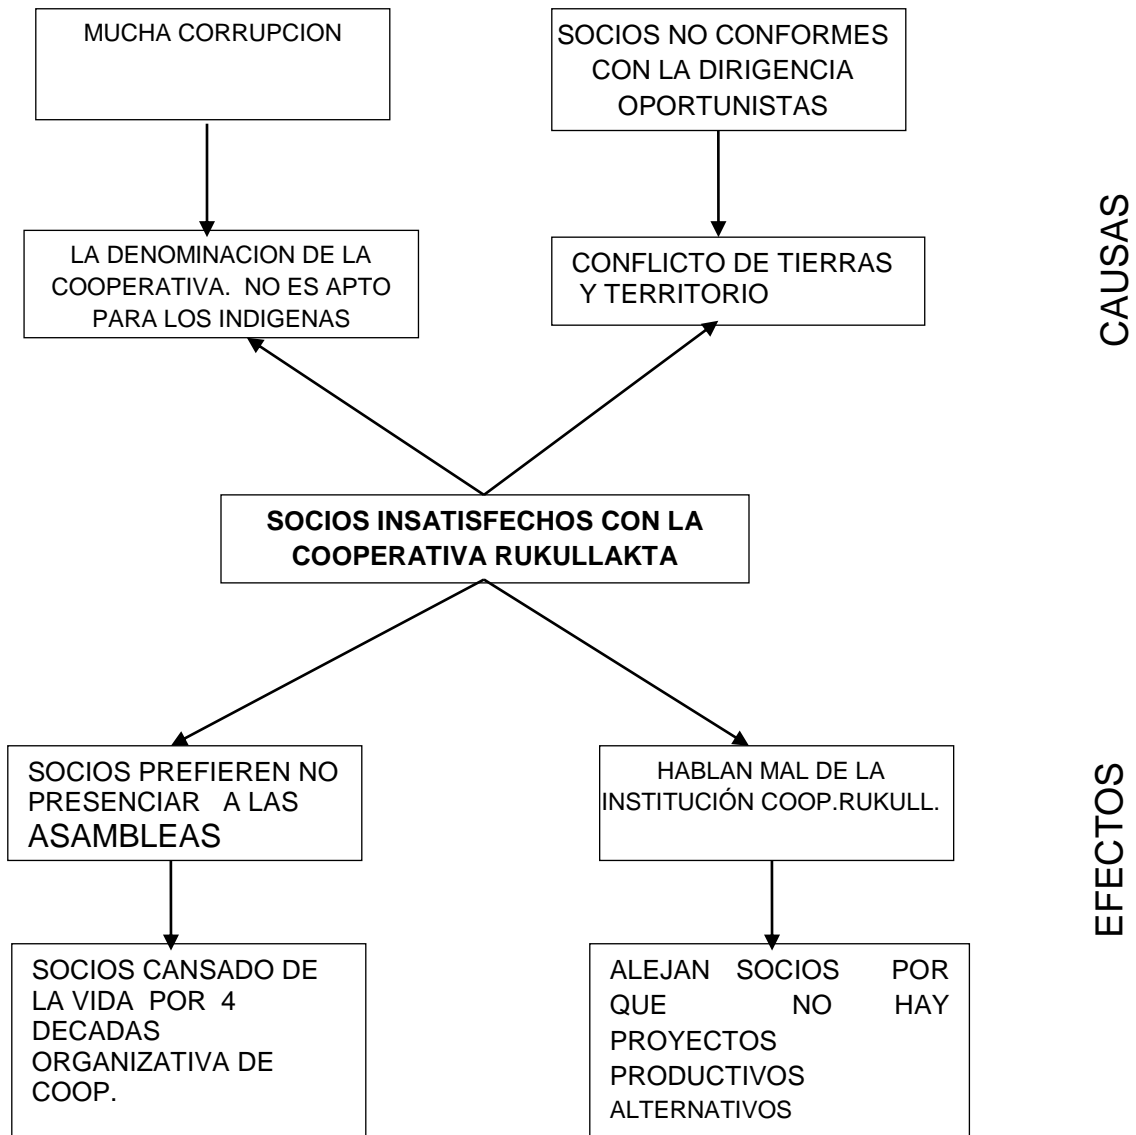 MUCHA CORRUPCION
SOCIOS NO CONFORMES
CON LA DIRIGENCIA
OPORTUNISTAS
CAUSAS
LA DENOMINACION DE LA
COOPERATIVA. NO ES APTO
PARA LOS INDIGENAS
CONFLICTO DE TIERRAS
Y TERRITORIO
SOCIOS INSATISFECHOS CON LA
COOPERATIVA RUKULLAKTA
SOCIOS PREFIEREN NO
PRESENCIAR A LAS
ASAMBLEAS
HABLAN MAL DE LA
INSTITUCIÓN COOP.RUKULL.
EFECTOS
SOCIOS CANSADO DE
LA VIDA POR 4
DECADAS
ORGANIZATIVA DE
COOP.
ALEJAN SOCIOS POR
QUE NO HAY
PROYECTOS
PRODUCTIVOS
ALTERNATIVOS